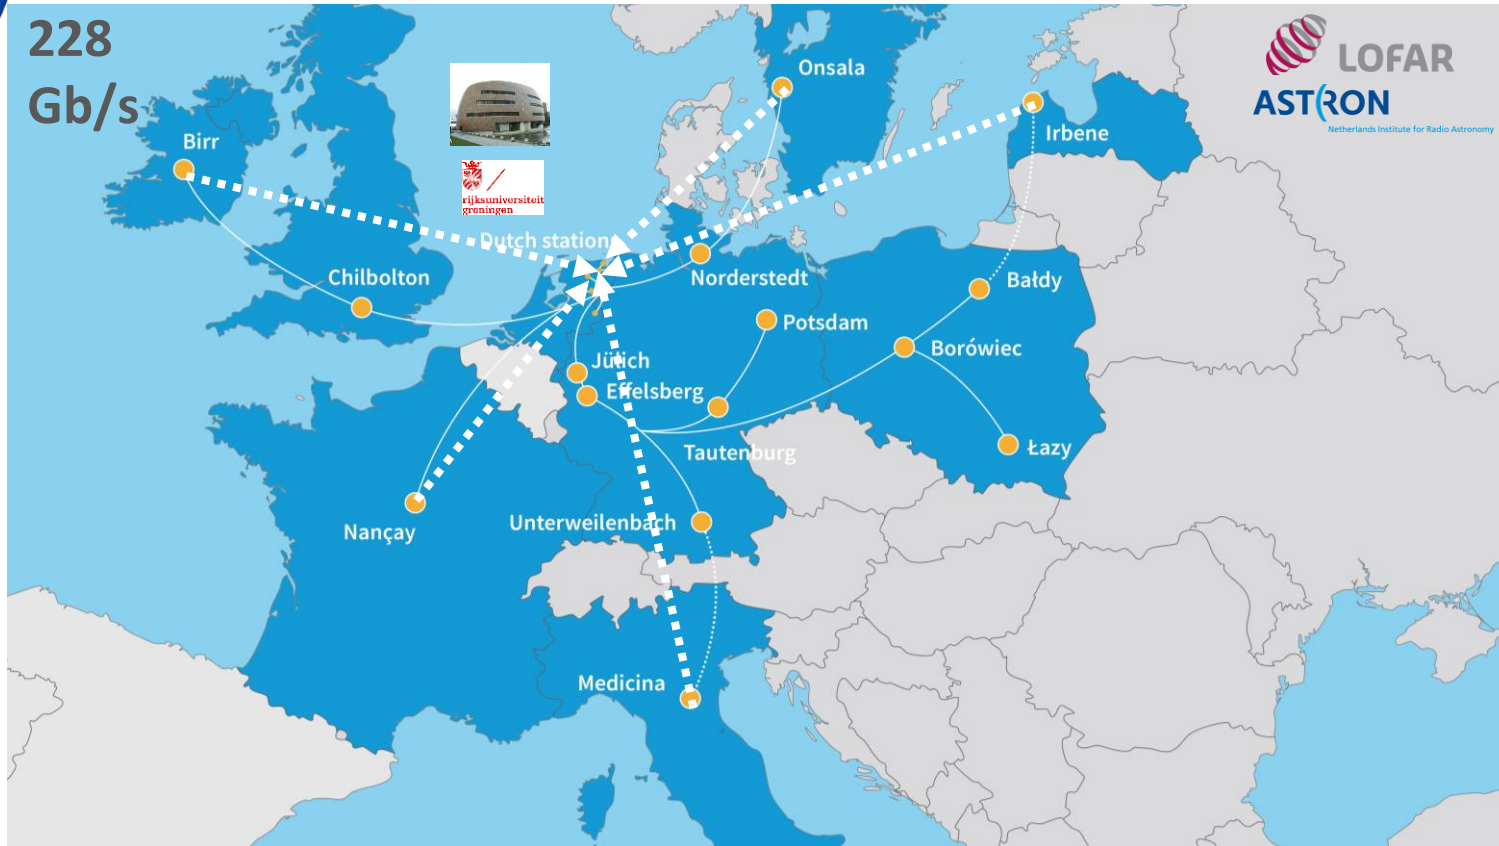 228
Gb/s
LOFAR
ASTRON
Netherlands Institute for Radio Astronomy
rijksuniversiteit
groningen
Onsala
Irbene
Birr
Dutch stations
Chilbolton
Norderstedt
Bałdy
Potsdam
Borówiec
Jülich
Effelsberg
Tautenburg
Łazy
Nançay
Unterweilenbach
Medicina